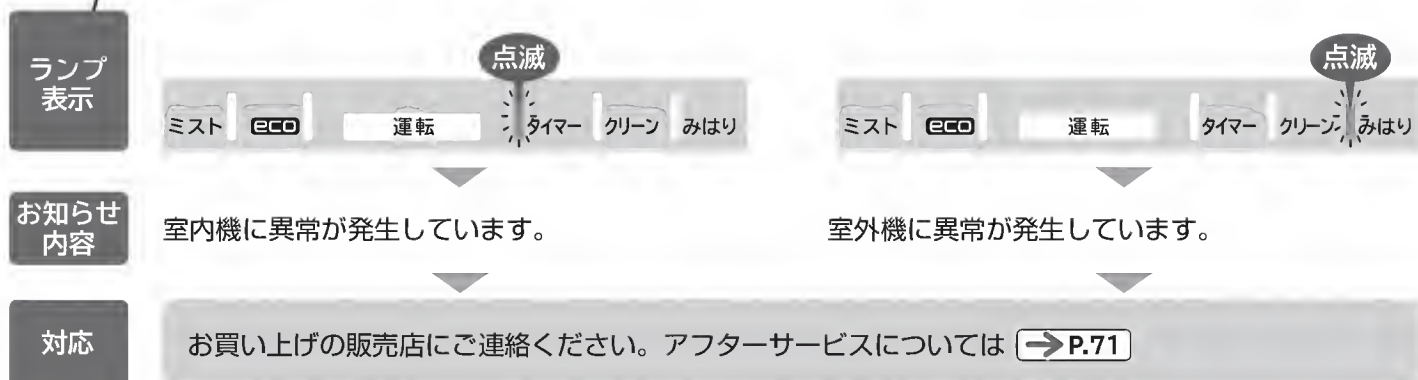 ランプ
表示
点滅
ミスト eco 運転 タイマー クリーン みはり
点滅
ミスト eco 運転 タイマー クリーン みはり
お知らせ
内容
室内機に異常が発生しています。
室外機に異常が発生しています。
対応
お買い上げの販売店にご連絡ください。アフターサービスについては →P.71